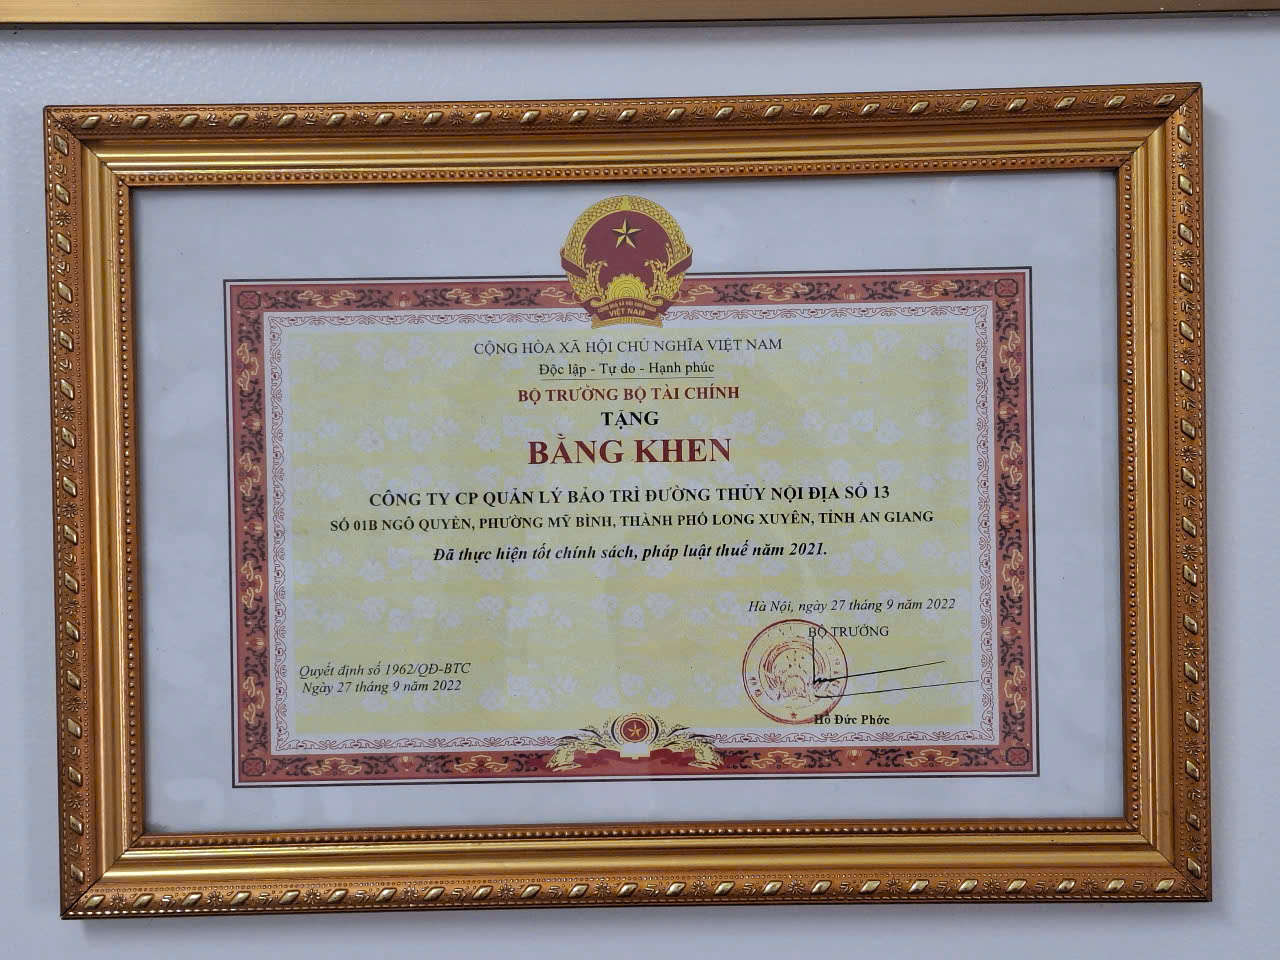 VIỆT NAM
CỘNG HÒA XÃ HỘI CHỦ NGHĨA VIỆT NAM
Độc lập - Tự do - Hạnh phúc
BỘ TRƯỞNG BỘ TÀI CHÍNH
TẶNG
BẰNG KHEN
CÔNG TY CP QUẢN LÝ BẢO TRÌ ĐƯỜNG THỦY NỘI ĐỊA SỐ 13
SỐ 01B NGÔ QUYỀN, PHƯỜNG MỸ BÌNH, THÀNH PHỐ LONG XUYÊN, TỈNH AN GIANG
Đã thực hiện tốt chính sách, pháp luật thuế năm 2021.
Hà Nội, ngày 27 tháng 9 năm 2022
BỘ TRƯỞNG
Quyết định số 1962/QĐ-BTC
Ngày 27 tháng 9 năm 2022
Hồ Đức Phớc